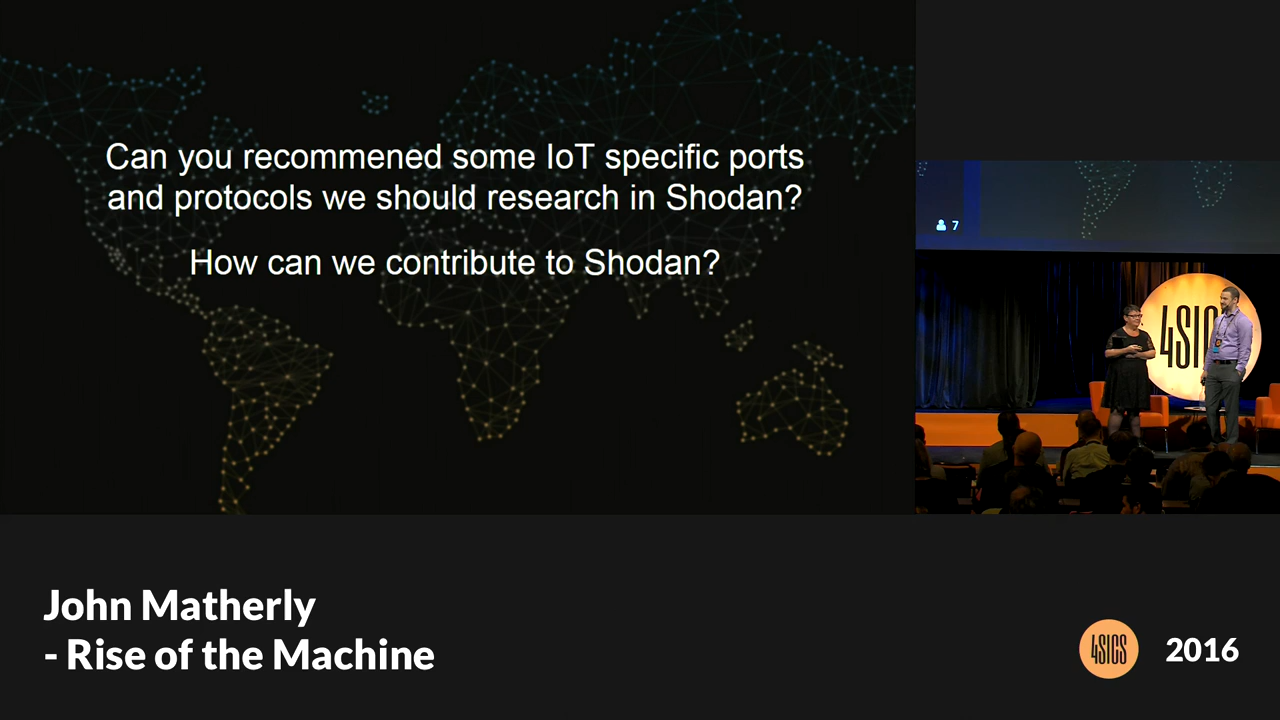 Can you recommened some IoT specific ports
and protocols we should research in Shodan?
How can we contribute to Shodan?
7
4SIC
John Matherly
- Rise of the Machine
4SICS
2016